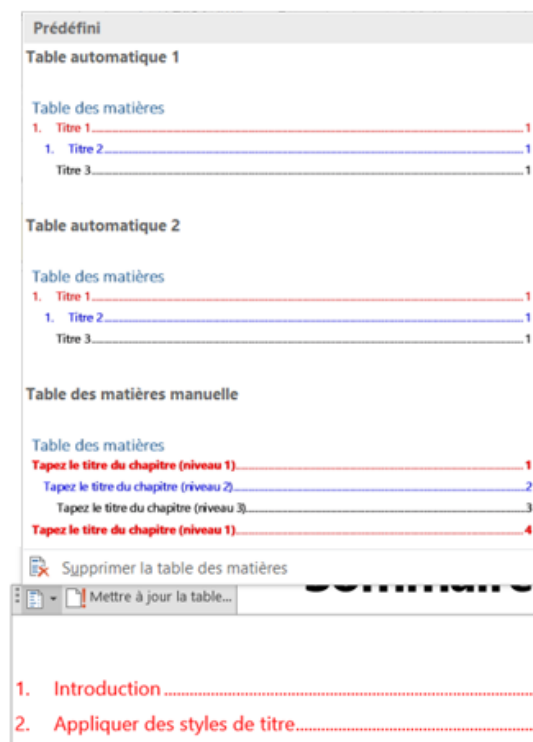 Prédéfini
Table automatique 1
Table des matières
1. Titre 1 1
1. Titre 2 1
Titre 3 1
Table automatique 2
Table des matières
1. Titre 1 1
1. Titre 2 1
Titre 3 1
Table des matières manuelle
Table des matières
Tapez le titre du chapitre (niveau 1) 1
Tapez le titre du chapitre (niveau 2) 2
Tapez le titre du chapitre (niveau 3) 3
Tapez le titre du chapitre (niveau 1) 4
Supprimer la table des matières
Mettre à jour la table...
Sommaire
1. Introduction
2. Appliquer des styles de titre